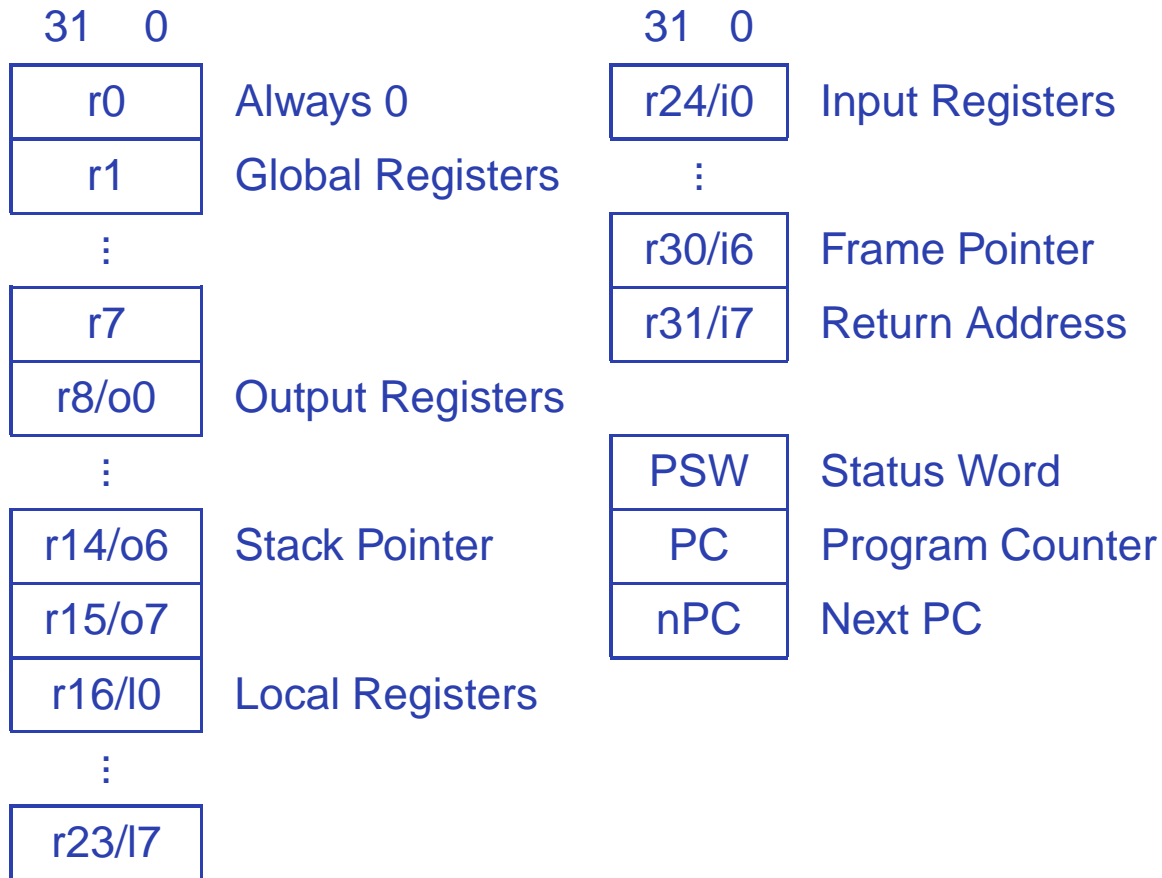 31 0
r0 Always 0
r1 Global Registers
⋮
r7
r8/o0 Output Registers
⋮
r14/o6 Stack Pointer
r15/o7
r16/l0 Local Registers
⋮
r23/l7
31 0
r24/i0 Input Registers
⋮
r30/i6 Frame Pointer
r31/i7 Return Address
PSW Status Word
PC Program Counter
nPC Next PC